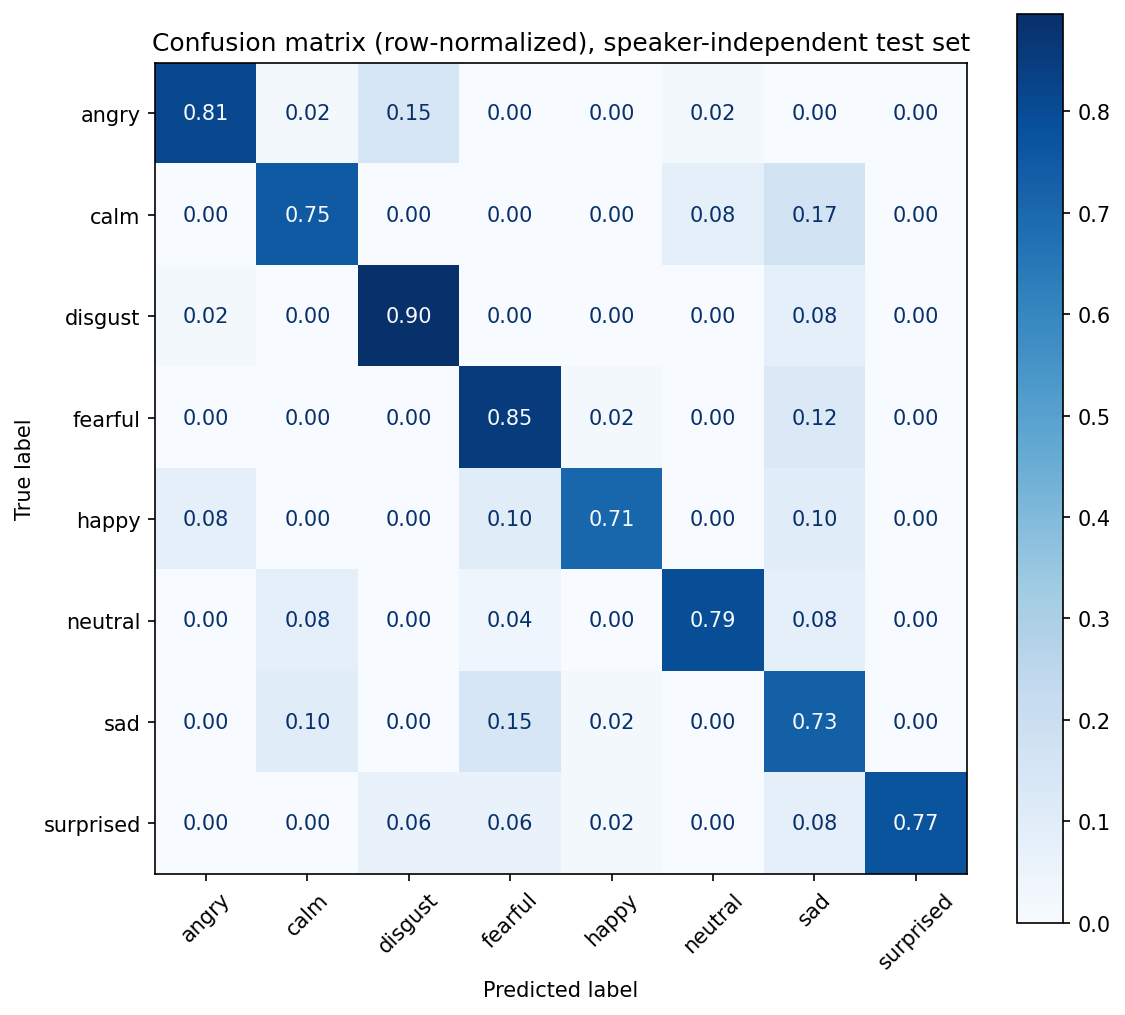 Confusion matrix (row-normalized), speaker-independent test set
True label
angry 0.81 0.02 0.15 0.00 0.00 0.02 0.00 0.00
calm 0.00 0.75 0.00 0.00 0.00 0.08 0.17 0.00
disgust 0.02 0.00 0.90 0.00 0.00 0.00 0.08 0.00
fearful 0.00 0.00 0.00 0.85 0.02 0.00 0.12 0.00
happy 0.08 0.00 0.00 0.10 0.71 0.00 0.10 0.00
neutral 0.00 0.08 0.00 0.04 0.00 0.79 0.08 0.00
sad 0.00 0.10 0.00 0.15 0.02 0.00 0.73 0.00
surprised 0.00 0.00 0.06 0.06 0.02 0.00 0.08 0.77
angry calm disgust fearful happy neutral sad surprised
Predicted label
0.8
0.7
0.6
0.5
0.4
0.3
0.2
0.1
0.0